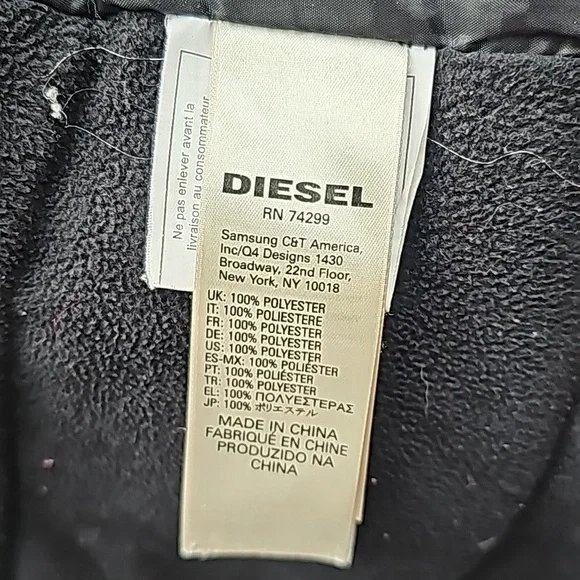 Ne pas enlever avant la
livraison au consommateur
DIESEL
RN 74299
Samsung C&T America,
Inc/Q4 Designs 1430
Broadway, 22nd Floor,
New York, NY 10018
UK: 100% POLYESTER
IT: 100% POLIESTERE
FR: 100% POLYESTER
DE: 100% POLYESTER
US: 100% POLYESTER
ES-MX: 100% POLIÉSTER
PT: 100% POLIÉSTER
TR: 100% POLYESTER
EL: 100% ΠΟΛΥΕΣΤΕΡΑΣ
JP: 100% ポリエステル
MADE IN CHINA
FABRIQUÉ EN CHINE
PRODUZIDO NA
CHINA